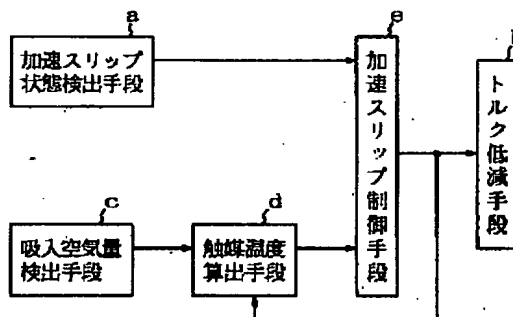 a
加速スリップ
状態検出手段
e
加速スリップ制御手段
トルク低減手段
c
吸入空気量
検出手段
d
触媒温度
算出手段